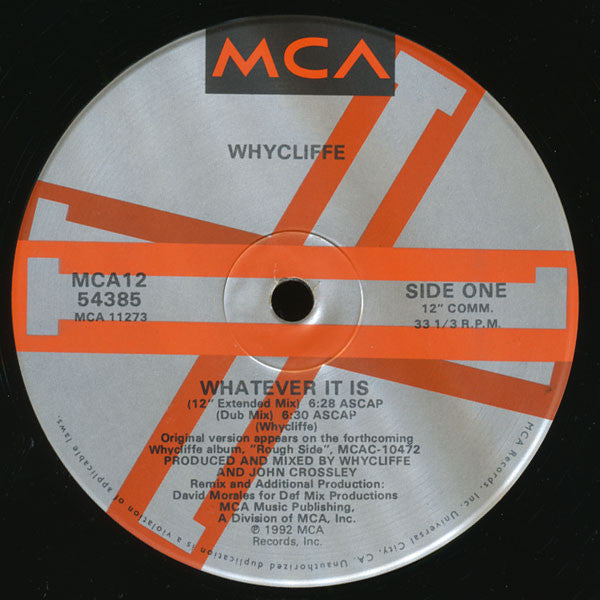 MCA
WHYCLIFFE
MCA12
54385
MCA 11273
SIDE ONE
12" COMM.
33 1/3 R.P.M.
WHATEVER IT IS
(12" Extended Mix) 6:28 ASCAP
(Dub Mix) 6:30 ASCAP
(Whycliffe)
Original version appears on the forthcoming
Whycliffe album, "Rough Side", MCAC-10472
PRODUCED AND MIXED BY WHYCLIFFE
AND JOHN CROSSLEY
Remix and Additional Production:
David Morales for Def Mix Productions
MCA Music Publishing,
A Division of MCA, Inc.
℗ 1992 MCA
Records, Inc.
MCA Records, Inc. Universal City, CA. Unauthorized duplication is a violation of applicable laws.